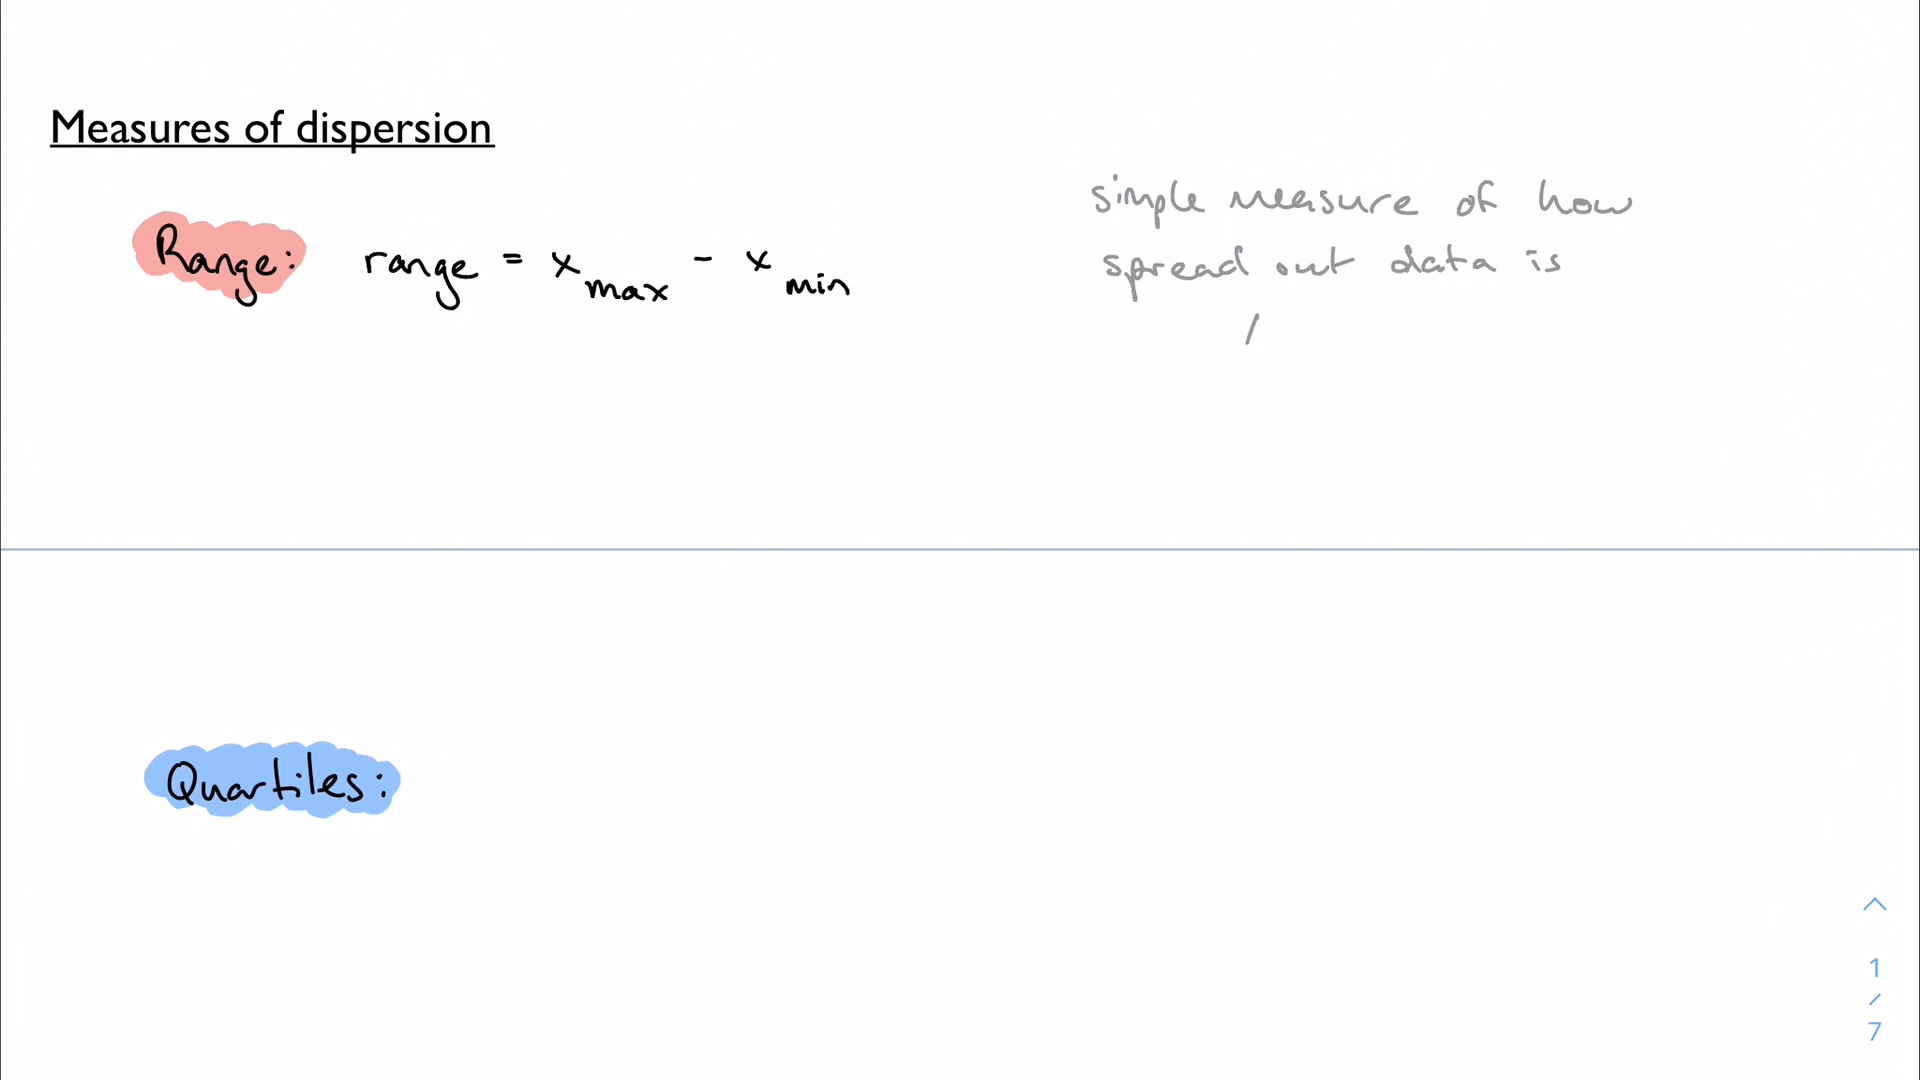 Measures of dispersion
simple measure of how
Range: range = x max - x min
spread out data is
/
Quartiles:
1
/
7